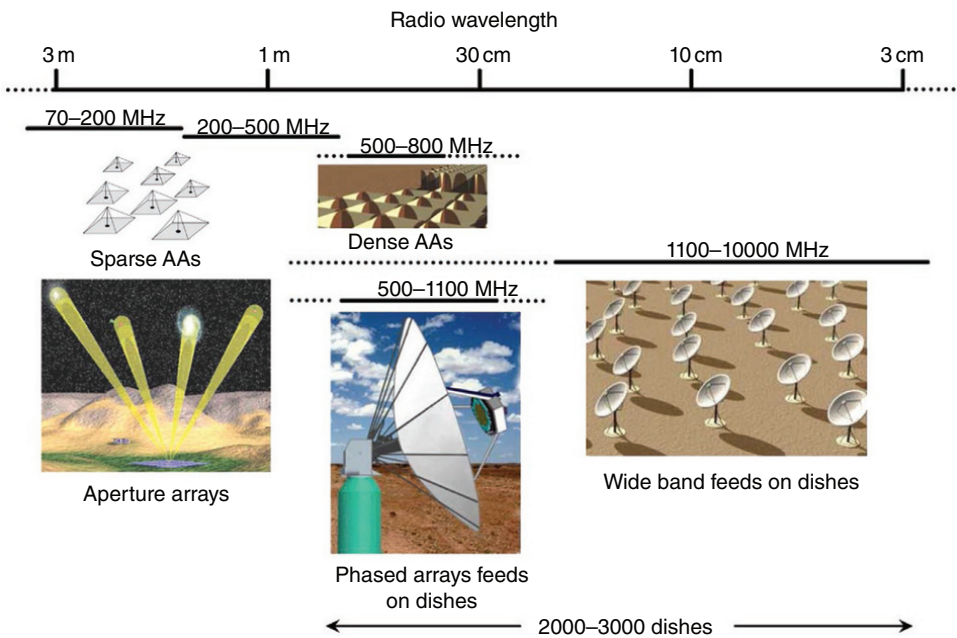 Radio wavelength
3 m 1 m 30 cm 10 cm 3 cm
70–200 MHz
200–500 MHz
500–800 MHz
Sparse AAs
Dense AAs
1100–10000 MHz
500–1100 MHz
Aperture arrays
Wide band feeds on dishes
Phased arrays feeds
on dishes
2000–3000 dishes